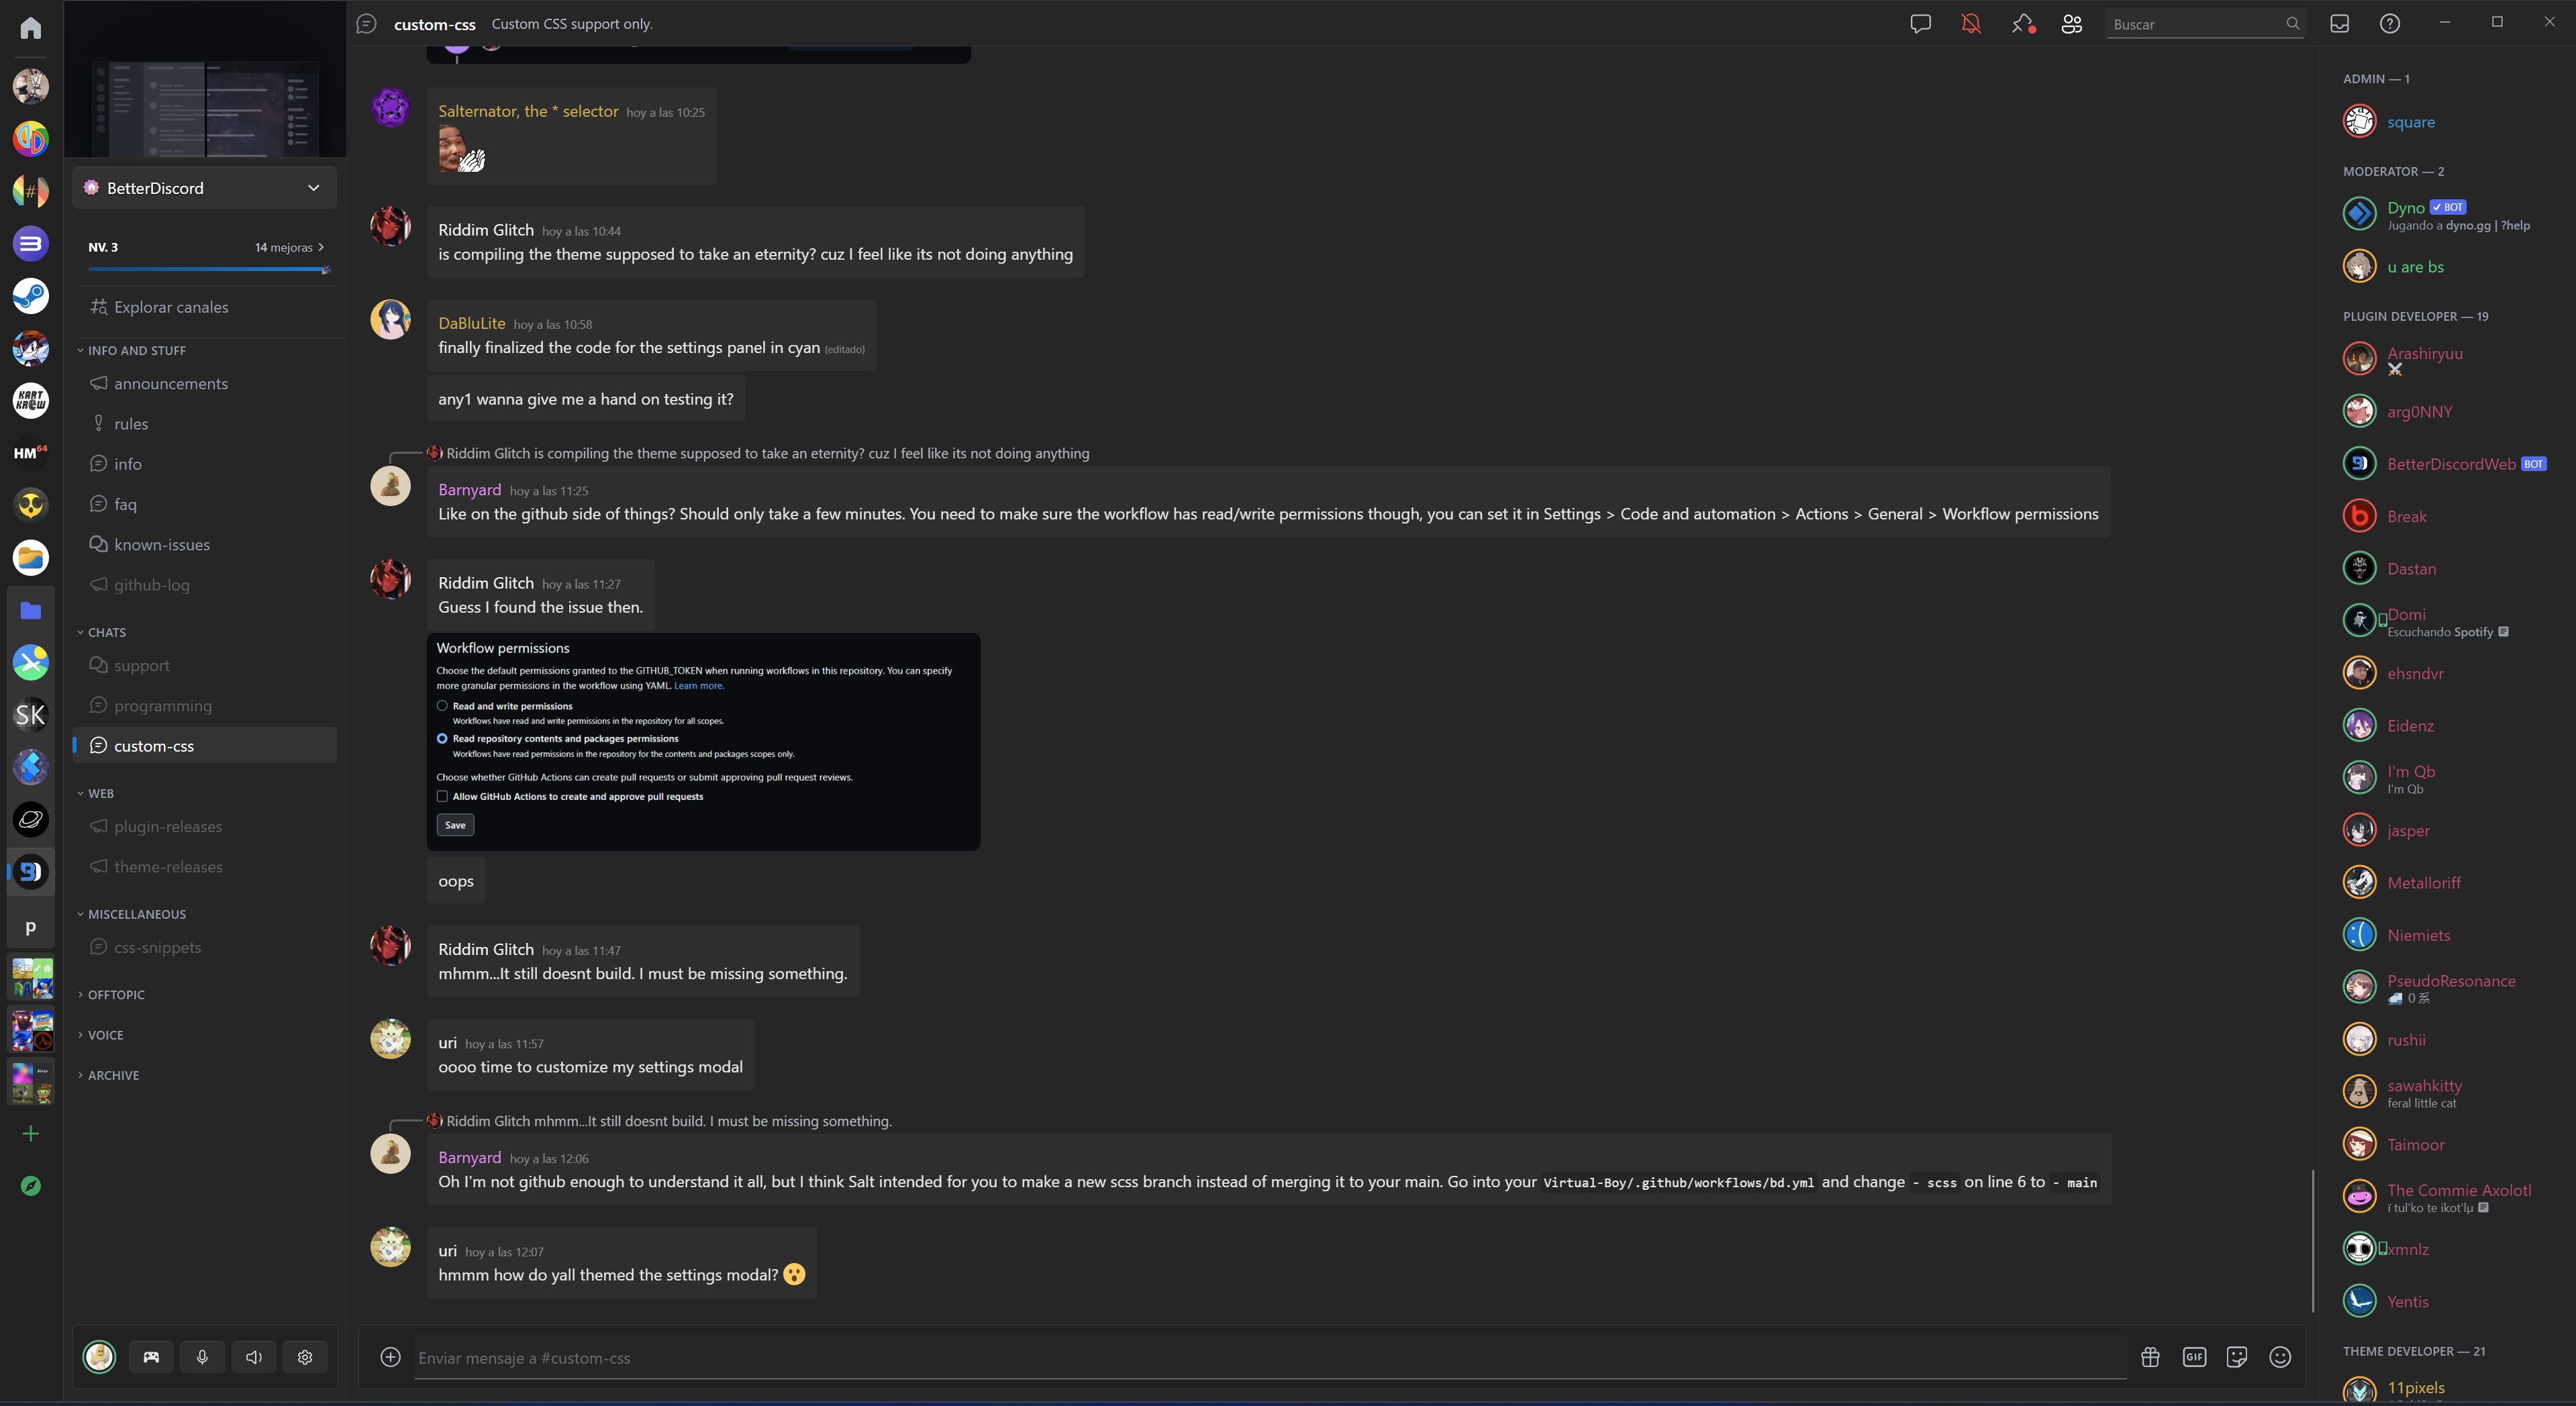 custom-css
Custom CSS support only.
Buscar
BetterDiscord
NV. 3
14 mejoras
Explorar canales
INFO AND STUFF
announcements
rules
info
faq
known-issues
github-log
CHATS
support
programming
custom-css
WEB
plugin-releases
theme-releases
MISCELLANEOUS
css-snippets
OFFTOPIC
VOICE
ARCHIVE
KART
KREW
HM64
SK
p
Salternator, the * selector hoy a las 10:25
Riddim Glitch hoy a las 10:44
is compiling the theme supposed to take an eternity? cuz I feel like its not doing anything
DaBluLite hoy a las 10:58
finally finalized the code for the settings panel in cyan (editado)
any1 wanna give me a hand on testing it?
Riddim Glitch is compiling the theme supposed to take an eternity? cuz I feel like its not doing anything
Barnyard hoy a las 11:25
Like on the github side of things? Should only take a few minutes. You need to make sure the workflow has read/write permissions though, you can set it in Settings > Code and automation > Actions > General > Workflow permissions
Riddim Glitch hoy a las 11:27
Guess I found the issue then.
Workflow permissions
Choose the default permissions granted to the GITHUB_TOKEN when running workflows in this repository. You can specify
more granular permissions in the workflow using YAML. Learn more.
Read and write permissions
Workflows have read and write permissions in the repository for all scopes.
Read repository contents and packages permissions
Workflows have read permissions in the repository for the contents and packages scopes only.
Choose whether GitHub Actions can create pull requests or submit approving pull request reviews.
Allow GitHub Actions to create and approve pull requests
Save
oops
Riddim Glitch hoy a las 11:47
mhmm...It still doesnt build. I must be missing something.
uri hoy a las 11:57
oooo time to customize my settings modal
Riddim Glitch mhmm...It still doesnt build. I must be missing something.
Barnyard hoy a las 12:06
Oh I'm not github enough to understand it all, but I think Salt intended for you to make a new scss branch instead of merging it to your main. Go into your Virtual-Boy/.github/workflows/bd.yml and change - scss on line 6 to - main
uri hoy a las 12:07
hmmm how do yall themed the settings modal? 😮
Enviar mensaje a #custom-css
GIF
ADMIN — 1
square
MODERATOR — 2
Dyno ✓ BOT
Jugando a dyno.gg | ?help
u are bs
PLUGIN DEVELOPER — 19
Arashiryuu
⚔
arg0NNY
BetterDiscordWeb BOT
Break
Dastan
Domi
Escuchando Spotify
ehsndvr
Eidenz
I'm Qb
I'm Qb
jasper
Metalloriff
Niemiets
PseudoResonance
🚄 0系
rushii
sawahkitty
feral little cat
Taimoor
The Commie Axolotl
ï tul'ko te ikot'lµ
xmnlz
Yentis
THEME DEVELOPER — 21
11pixels